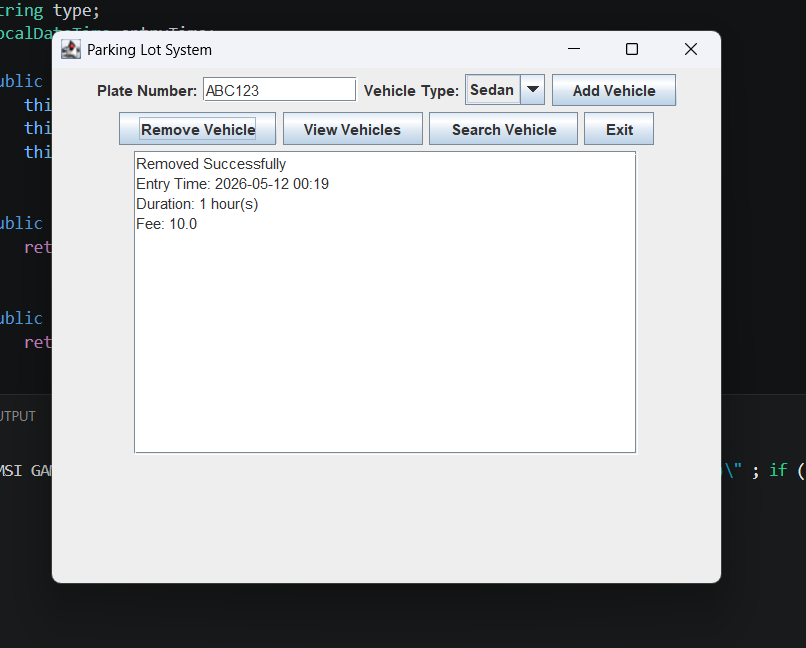 tring type;
ocalDateTime entryTime;
Parking Lot System
ublic
Plate Number: ABC123 Vehicle Type: Sedan Add Vehicle
thi
Remove Vehicle View Vehicles Search Vehicle Exit
thi
thi
Removed Successfully
Entry Time: 2026-05-12 00:19
Duration: 1 hour(s)
Fee: 10.0
ublic
ret
ublic
ret
UTPUT
MSI GAM \" ; if (